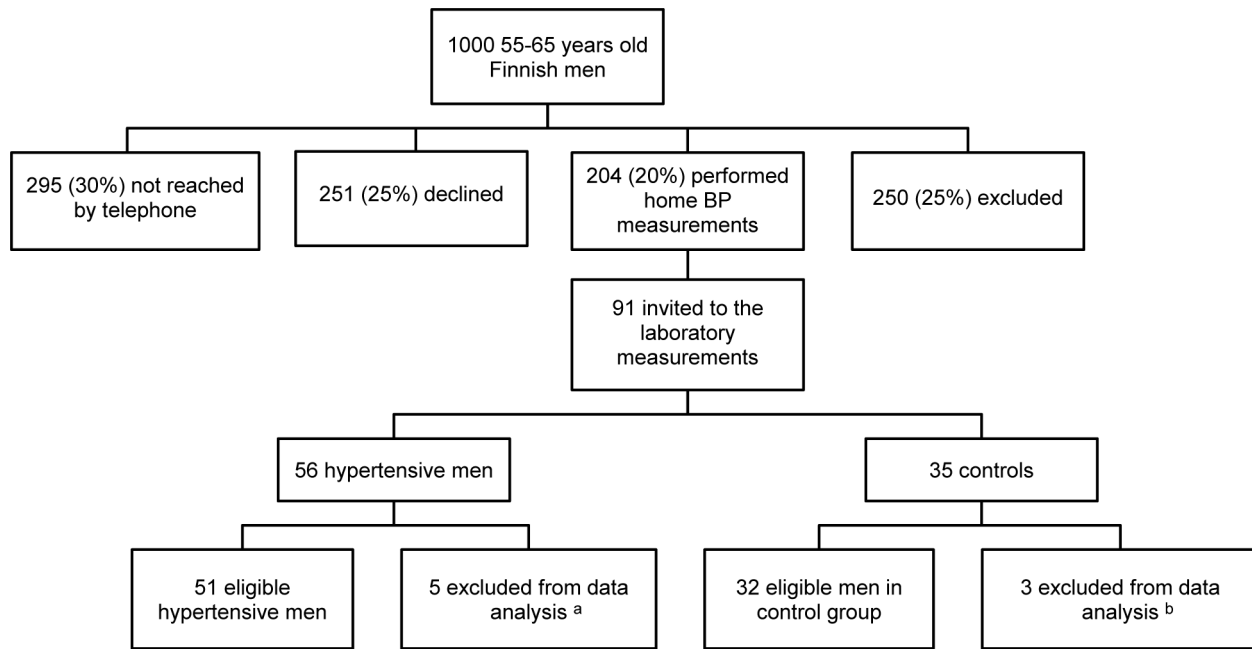 1000 55-65 years old
Finnish men
295 (30%) not reached
by telephone
251 (25%) declined
204 (20%) performed
home BP
measurements
250 (25%) excluded
91 invited to the
laboratory
measurements
56 hypertensive men
35 controls
51 eligible
hypertensive men
5 excluded from data
analysis ᵃ
32 eligible men in
control group
3 excluded from data
analysis ᵇ